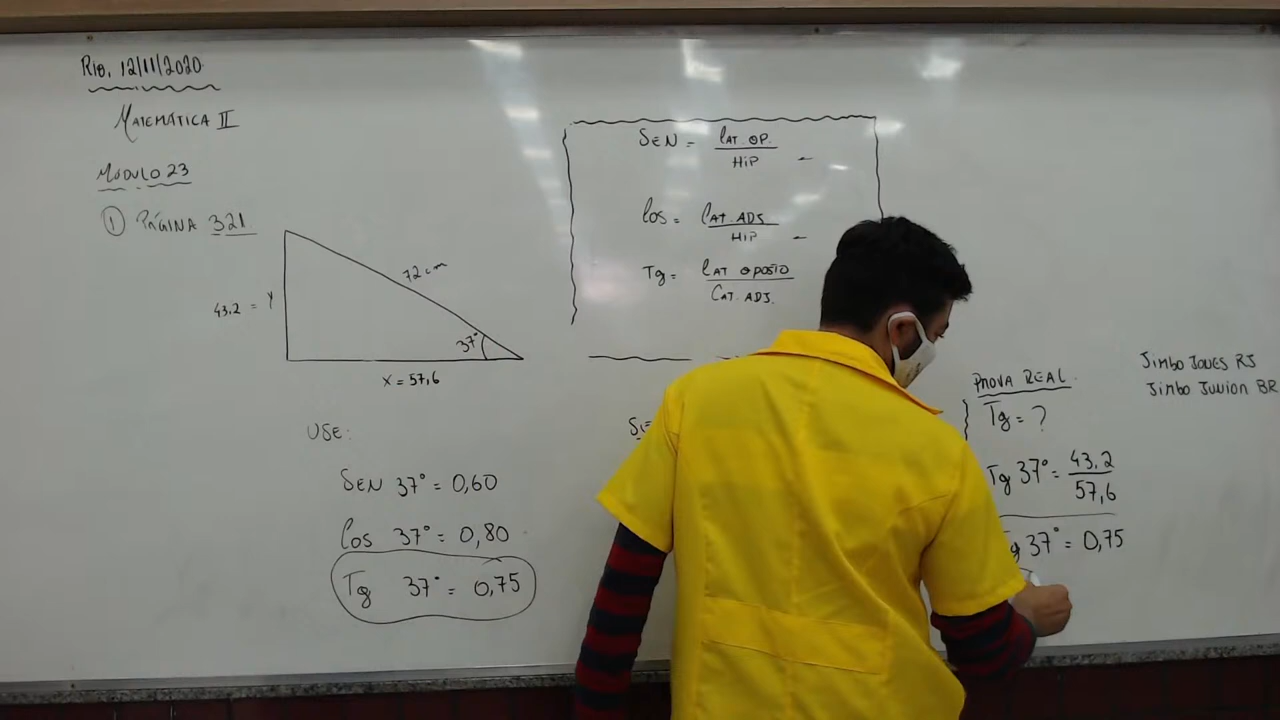 RIO, 12/11/2020
MATEMÁTICA II
MÓDULO 23
1 PÁGINA 321
72 cm
43.2 = Y
37°
X = 57,6
SEN = CAT. OP.
HIP
COS = CAT. ADJ.
HIP
Tg = CAT OPOSTO
CAT. ADJ.
USE:
SEN 37° = 0,60
COS 37° = 0,80
Tg 37° = 0,75
PROVA REAL
Tg = ?
Tg 37° = 43,2
57,6
g 37° = 0,75
JIMBO JONES RJ
JIMBO JUNION BR